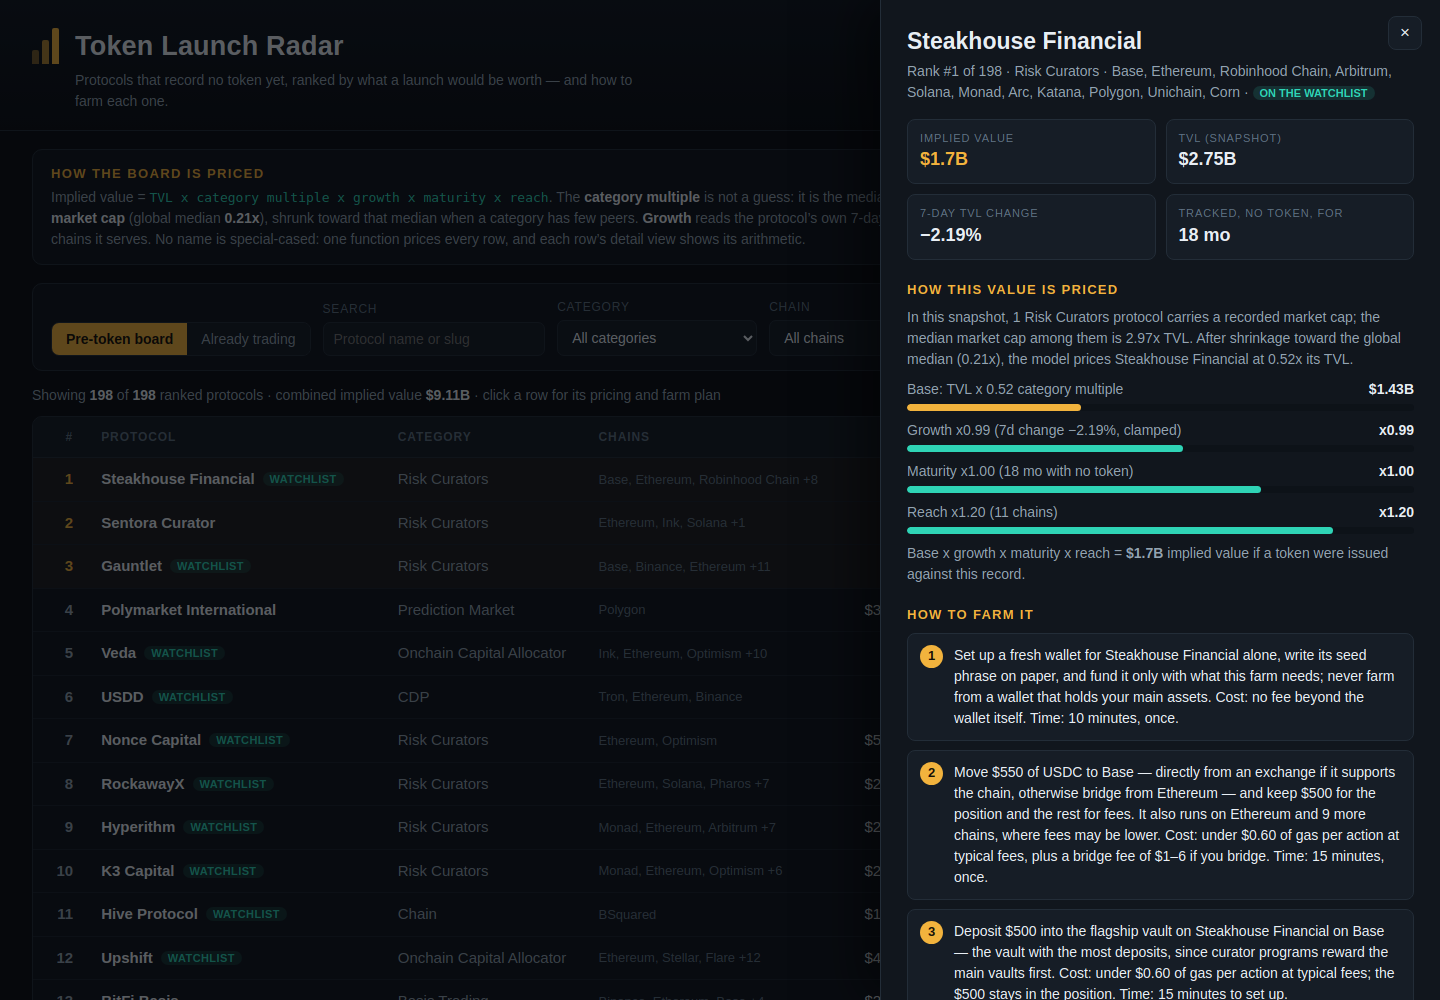 Token Launch Radar
Protocols that record no token yet, ranked by what a launch would be worth — and how to
farm each one.
HOW THE BOARD IS PRICED
Implied value = TVL x category multiple x growth x maturity x reach. The category multiple is not a guess: it is the media
market cap (global median 0.21x), shrunk toward that median when a category has few peers. Growth reads the protocol's own 7-da
chains it serves. No name is special-cased: one function prices every row, and each row's detail view shows its arithmetic.
Pre-token board
Already trading
SEARCH
Protocol name or slug
CATEGORY
All categories
CHAIN
All chains
Showing 198 of 198 ranked protocols · combined implied value $9.11B · click a row for its pricing and farm plan
# PROTOCOL CATEGORY CHAINS
1 Steakhouse Financial WATCHLIST Risk Curators Base, Ethereum, Robinhood Chain +8
2 Sentora Curator Risk Curators Ethereum, Ink, Solana +1
3 Gauntlet WATCHLIST Risk Curators Base, Binance, Ethereum +11
4 Polymarket International Prediction Market Polygon $3
5 Veda WATCHLIST Onchain Capital Allocator Ink, Ethereum, Optimism +10
6 USDD WATCHLIST CDP Tron, Ethereum, Binance
7 Nonce Capital WATCHLIST Risk Curators Ethereum, Optimism $5
8 RockawayX WATCHLIST Risk Curators Ethereum, Solana, Pharos +7 $2
9 Hyperithm WATCHLIST Risk Curators Monad, Ethereum, Arbitrum +7 $2
10 K3 Capital WATCHLIST Risk Curators Monad, Ethereum, Optimism +6 $2
11 Hive Protocol WATCHLIST Chain BSquared $1
12 Upshift WATCHLIST Onchain Capital Allocator Ethereum, Stellar, Flare +12 $4
Steakhouse Financial
×
Rank #1 of 198 · Risk Curators · Base, Ethereum, Robinhood Chain, Arbitrum,
Solana, Monad, Arc, Katana, Polygon, Unichain, Corn · ON THE WATCHLIST
IMPLIED VALUE
$1.7B
TVL (SNAPSHOT)
$2.75B
7-DAY TVL CHANGE
−2.19%
TRACKED, NO TOKEN, FOR
18 mo
HOW THIS VALUE IS PRICED
In this snapshot, 1 Risk Curators protocol carries a recorded market cap; the
median market cap among them is 2.97x TVL. After shrinkage toward the global
median (0.21x), the model prices Steakhouse Financial at 0.52x its TVL.
Base: TVL x 0.52 category multiple $1.43B
Growth x0.99 (7d change −2.19%, clamped) x0.99
Maturity x1.00 (18 mo with no token) x1.00
Reach x1.20 (11 chains) x1.20
Base x growth x maturity x reach = $1.7B implied value if a token were issued
against this record.
HOW TO FARM IT
1 Set up a fresh wallet for Steakhouse Financial alone, write its seed
phrase on paper, and fund it only with what this farm needs; never farm
from a wallet that holds your main assets. Cost: no fee beyond the
wallet itself. Time: 10 minutes, once.
2 Move $550 of USDC to Base — directly from an exchange if it supports
the chain, otherwise bridge from Ethereum — and keep $500 for the
position and the rest for fees. It also runs on Ethereum and 9 more
chains, where fees may be lower. Cost: under $0.60 of gas per action at
typical fees, plus a bridge fee of $1–6 if you bridge. Time: 15 minutes,
once.
3 Deposit $500 into the flagship vault on Steakhouse Financial on Base
— the vault with the most deposits, since curator programs reward the
main vaults first. Cost: under $0.60 of gas per action at typical fees; the
$500 stays in the position. Time: 15 minutes to set up.